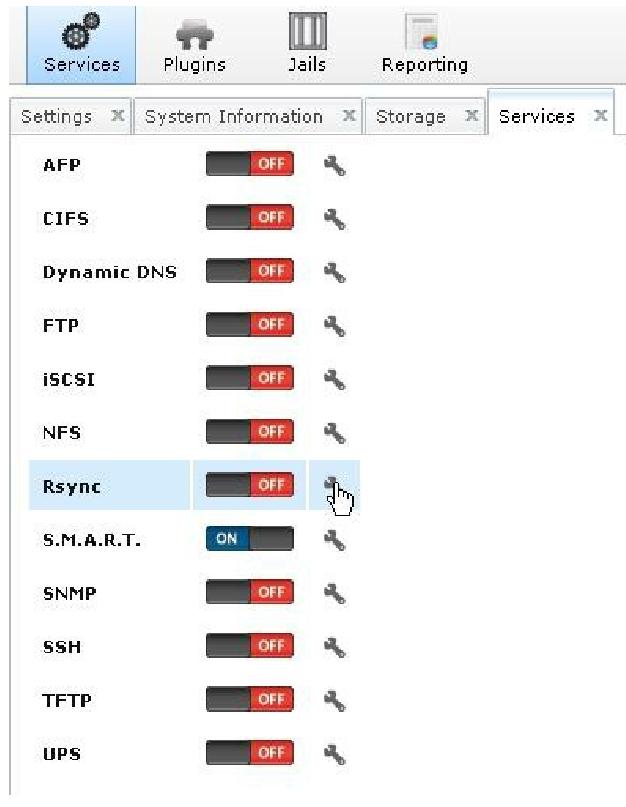 Services Plugins Jails Reporting
Settings X System Information X Storage X Services X
AFP OFF
CIFS OFF
Dynamic DNS OFF
FTP OFF
iSCSI OFF
NFS OFF
Rsync OFF
S.M.A.R.T. ON
SNMP OFF
SSH OFF
TFTP OFF
UPS OFF